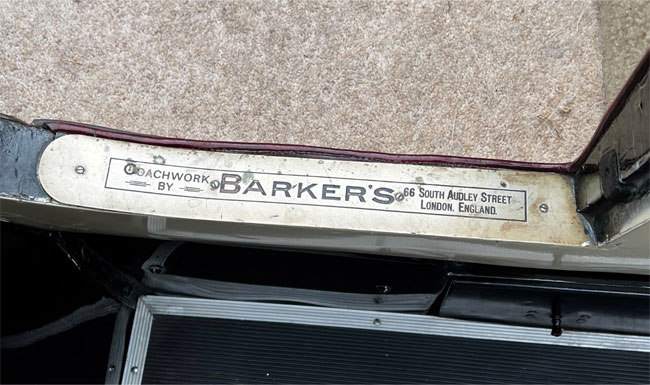 COACHWORK
BY
BARKER'S
66 SOUTH AUDLEY STREET
LONDON. ENGLAND.